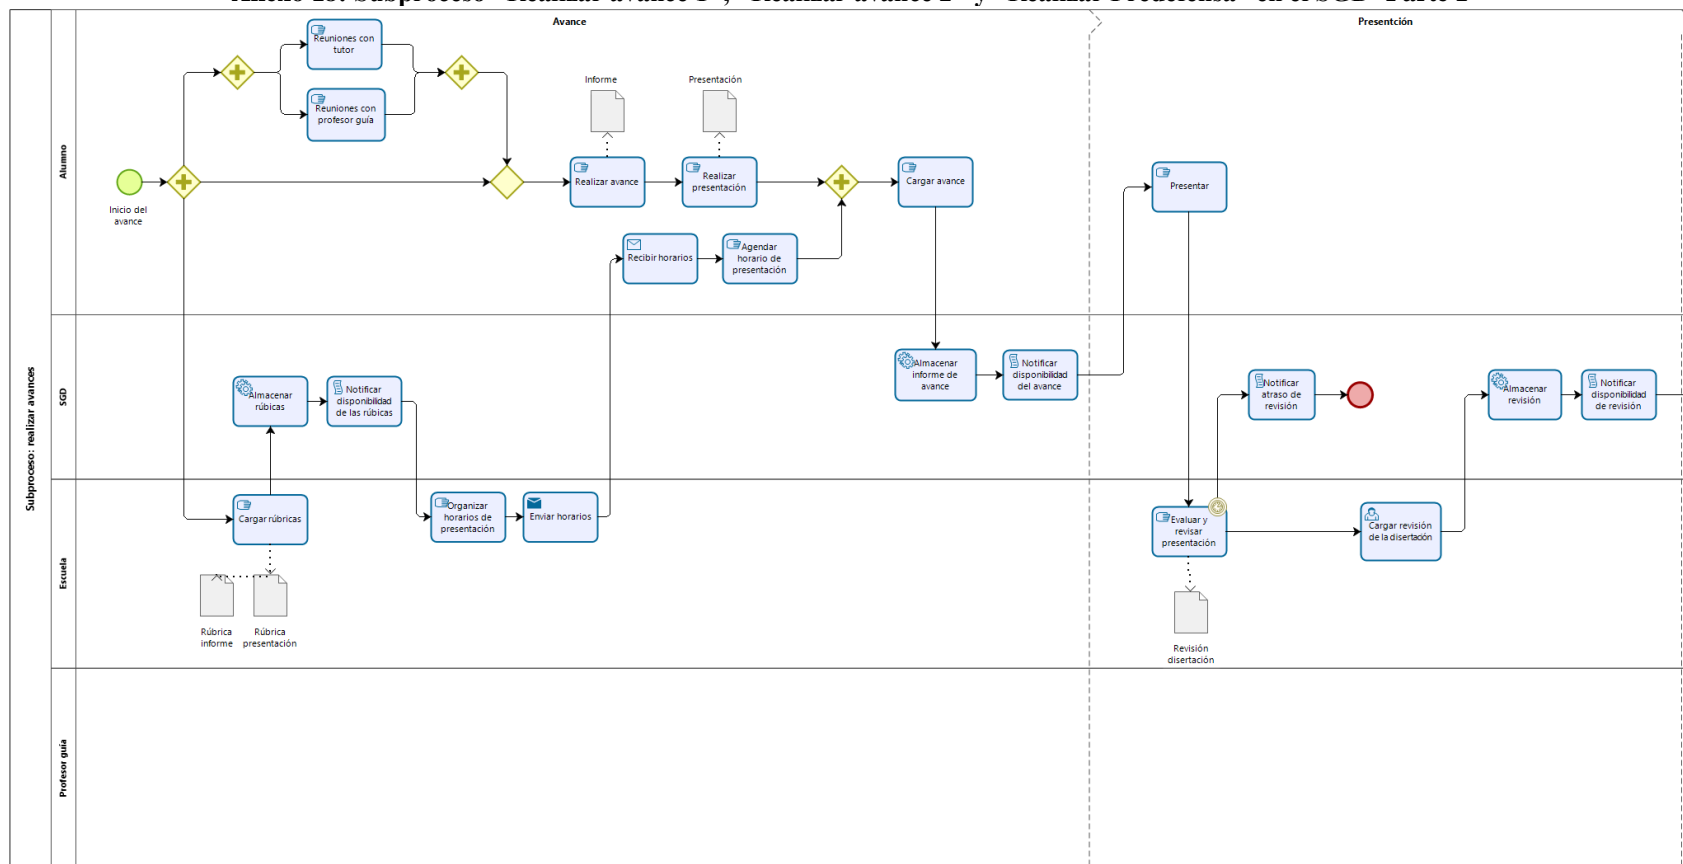 Avance
Presentción
Subproceso: realizar avances
Alumno
Reuniones con
tutor
Reuniones con
profesor guía
Inicio del
avance
Informe
Presentación
Realizar avance
Realizar
presentación
Cargar avance
Presentar
Recibir horarios
Agendar
horario de
presentación
SGD
Almacenar
rúbicas
Notificar
disponibilidad
de las rúbicas
Almacenar
informe de
avance
Notificar
disponibilidad
del avance
Notificar
atraso de
revisión
Almacenar
revisión
Notificar
disponibilidad
de revisión
Escuela
Cargar rúbricas
Organizar
horarios de
presentación
Enviar horarios
Evaluar y
revisar
presentación
Cargar revisión
de la disertación
Rúbrica
informe
Rúbrica
presentación
Revisión
disertación
Profesor guía